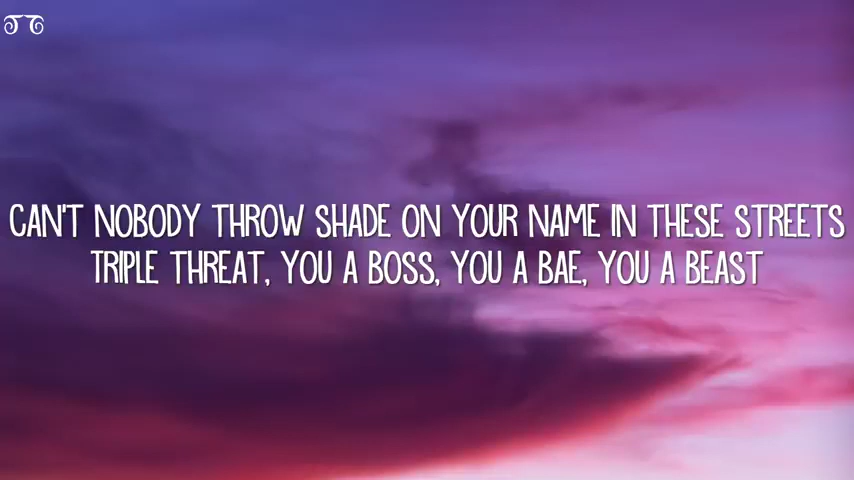 CAN'T NOBODY THROW SHADE ON YOUR NAME IN THESE STREETS
TRIPLE THREAT, YOU A BOSS, YOU A BAE, YOU A BEAST